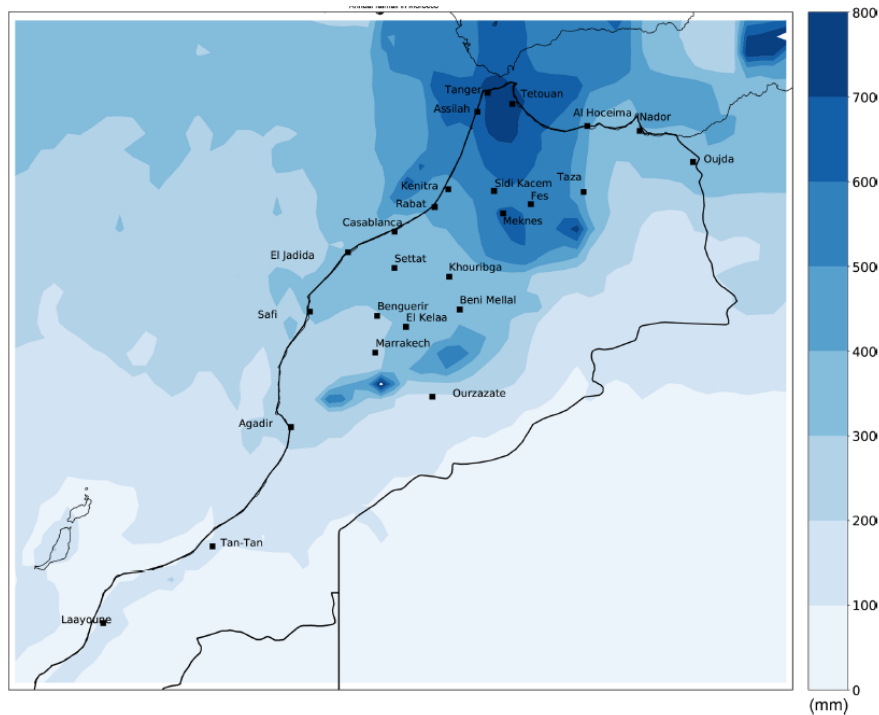 800
Tanger
Tetouan
700
Assilah
Al Hoceima
Nador
Oujda
600
Kenitra
Sidi Kacem
Taza
Fes
Rabat
Meknes
Casablanca
500
El Jadida
Settat
Khouribga
Safi
Benguerir
Beni Mellal
El Kelaa
400
Marrakech
Ourzazate
Agadir
300
200
Tan-Tan
100
Laayoune
0
(mm)